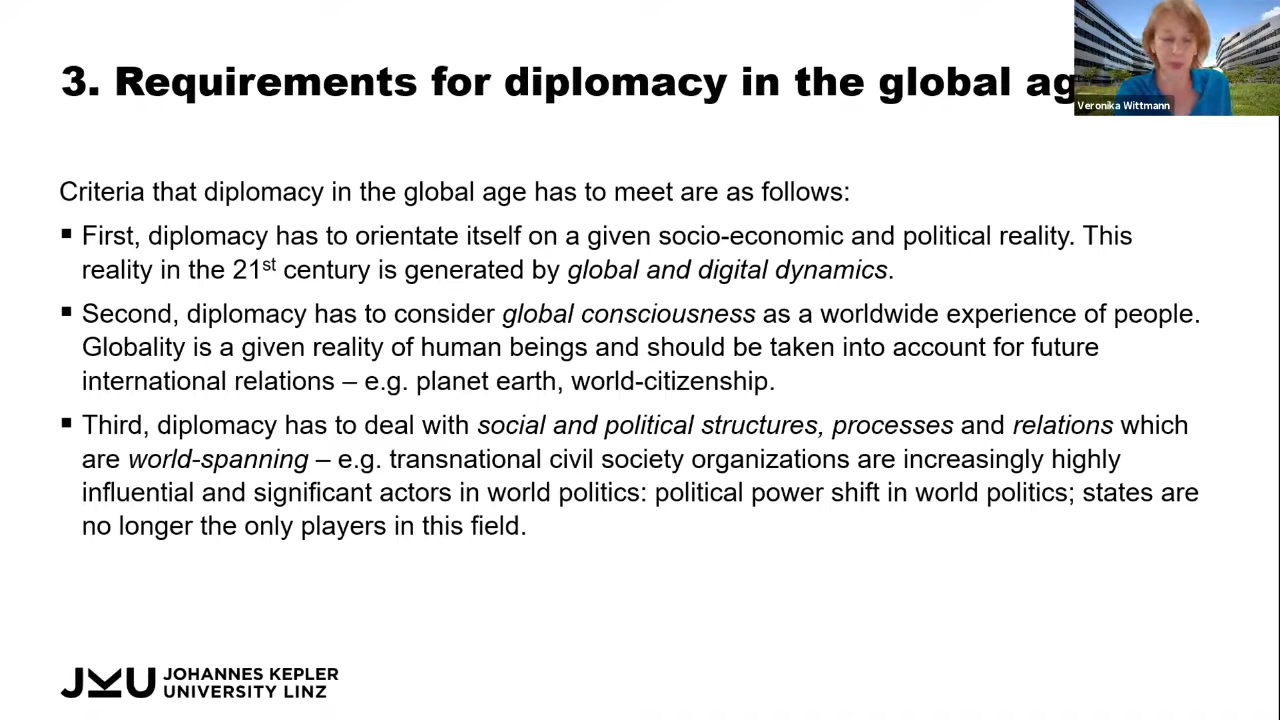 3. Requirements for diplomacy in the global ag
Veronika Wittmann
Criteria that diplomacy in the global age has to meet are as follows:
▪ First, diplomacy has to orientate itself on a given socio-economic and political reality. This
reality in the 21st century is generated by global and digital dynamics.
▪ Second, diplomacy has to consider global consciousness as a worldwide experience of people.
Globality is a given reality of human beings and should be taken into account for future
international relations – e.g. planet earth, world-citizenship.
▪ Third, diplomacy has to deal with social and political structures, processes and relations which
are world-spanning – e.g. transnational civil society organizations are increasingly highly
influential and significant actors in world politics: political power shift in world politics; states are
no longer the only players in this field.
JKU JOHANNES KEPLER
UNIVERSITY LINZ